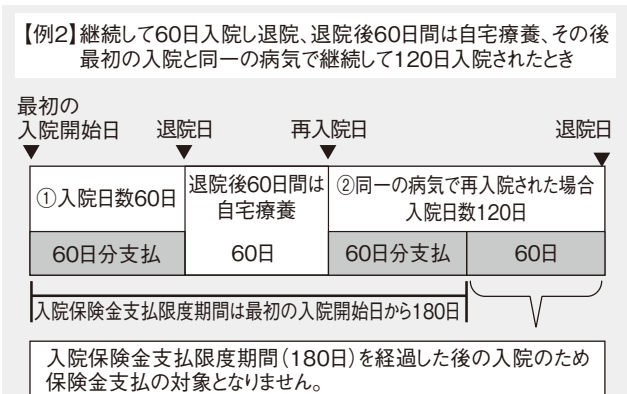 【例2】継続して60日入院し退院、退院後60日間は自宅療養、その後
最初の入院と同一の病気で継続して120日入院されたとき
最初の
入院開始日 退院日 再入院日 退院日
①入院日数60日
退院後60日間は
自宅療養
②同一の病気で再入院された場合
入院日数120日
60日分支払 60日 60日分支払 60日
入院保険金支払限度期間は最初の入院開始日から180日
入院保険金支払限度期間(180日)を経過した後の入院のため
保険金支払の対象となりません。